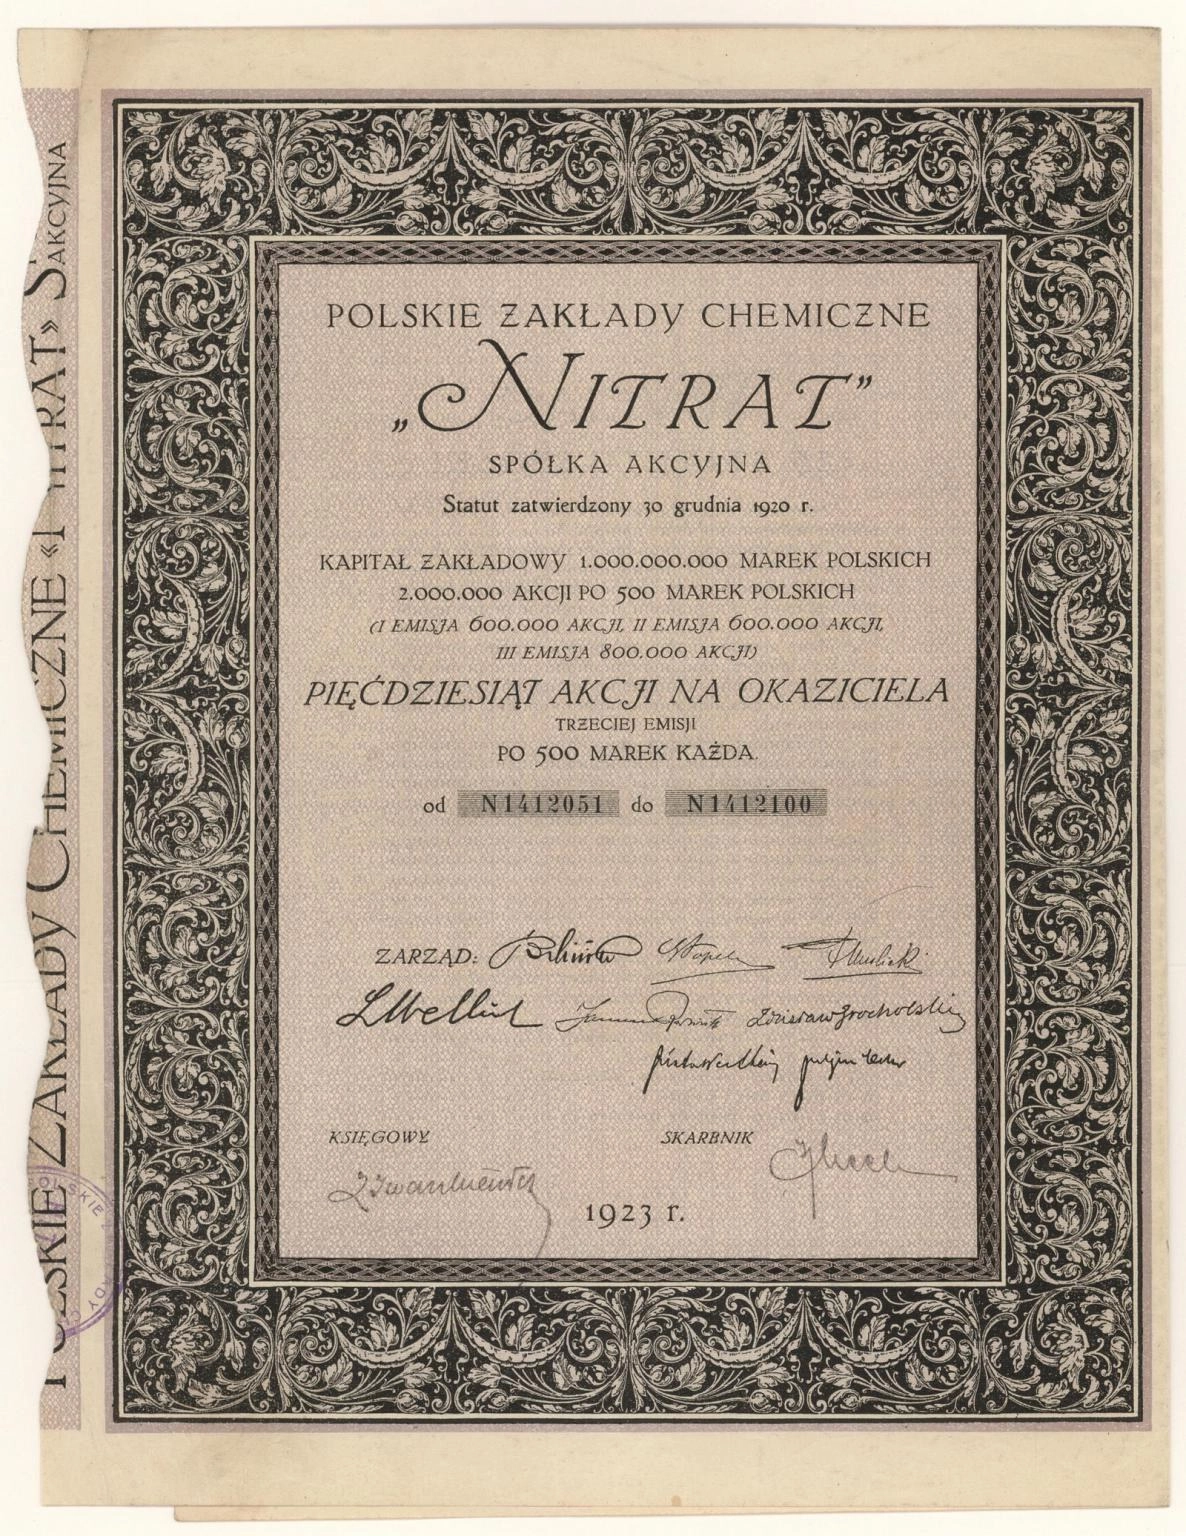 POLSKIE ZAKŁADY CHEMICZNE
„NITRAT”
SPÓŁKA AKCYJNA
Statut zatwierdzony 30 grudnia 1920 r.
KAPITAŁ ZAKŁADOWY 1.000.000.000 MAREK POLSKICH
2.000.000 AKCJI PO 500 MAREK POLSKICH
(I EMISJA 600.000 AKCJI, II EMISJA 600.000 AKCJI,
III EMISJA 800.000 AKCJI)
PIĘĆDZIESIĄT AKCJI NA OKAZICIELA
TRZECIEJ EMISJI
PO 500 MAREK KAŻDA.
od N1412051 do N1412100
ZARZĄD:
Zdzisław Grocholski
KSIĘGOWY SKARBNIK
1923 r.
POLSKIE ZAKŁADY CHEMICZNE «NITRAT» SAKCYJNA